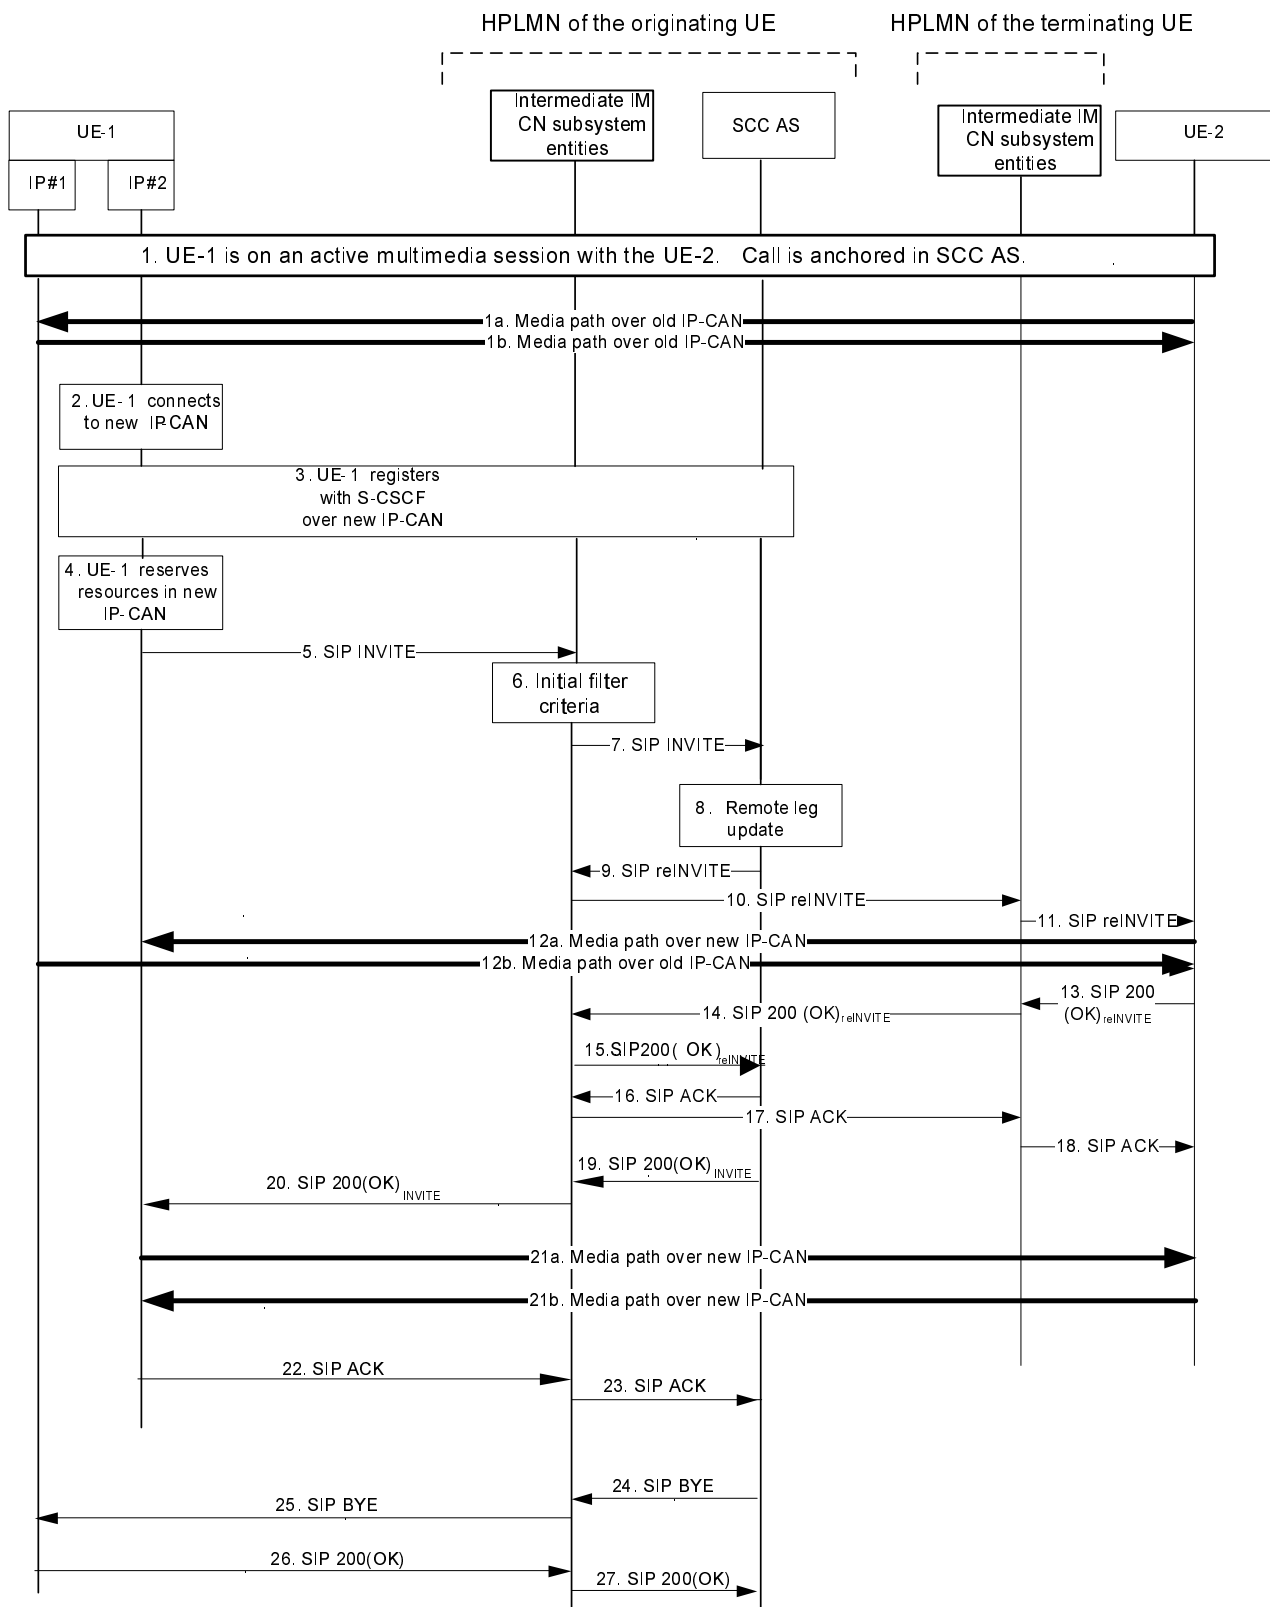 HPLMN of the originating UE
HPLMN of the terminating UE
UE-1
IP#1
IP#2
Intermediate IM
CN subsystem
entities
SCC AS
Intermediate IM
CN subsystem
entities
UE-2
1. UE-1 is on an active multimedia session with the UE-2. Call is anchored in SCC AS.
1a. Media path over old IP-CAN
1b. Media path over old IP-CAN
2. UE-1 connects
to new IP-CAN
3. UE-1 registers
with S-CSCF
over new IP-CAN
4. UE-1 reserves
resources in new
IP-CAN
5. SIP INVITE
6. Initial filter
criteria
7. SIP INVITE
8. Remote leg
update
9. SIP reINVITE
10. SIP reINVITE
11. SIP reINVITE
12a. Media path over new IP-CAN
12b. Media path over old IP-CAN
13. SIP 200
(OK)reINVITE
14. SIP 200 (OK)reINVITE
15.SIP200( OK)reINVITE
16. SIP ACK
17. SIP ACK
18. SIP ACK
19. SIP 200(OK) INVITE
20. SIP 200(OK) INVITE
21a. Media path over new IP-CAN
21b. Media path over new IP-CAN
22. SIP ACK
23. SIP ACK
24. SIP BYE
25. SIP BYE
26. SIP 200(OK)
27. SIP 200(OK)